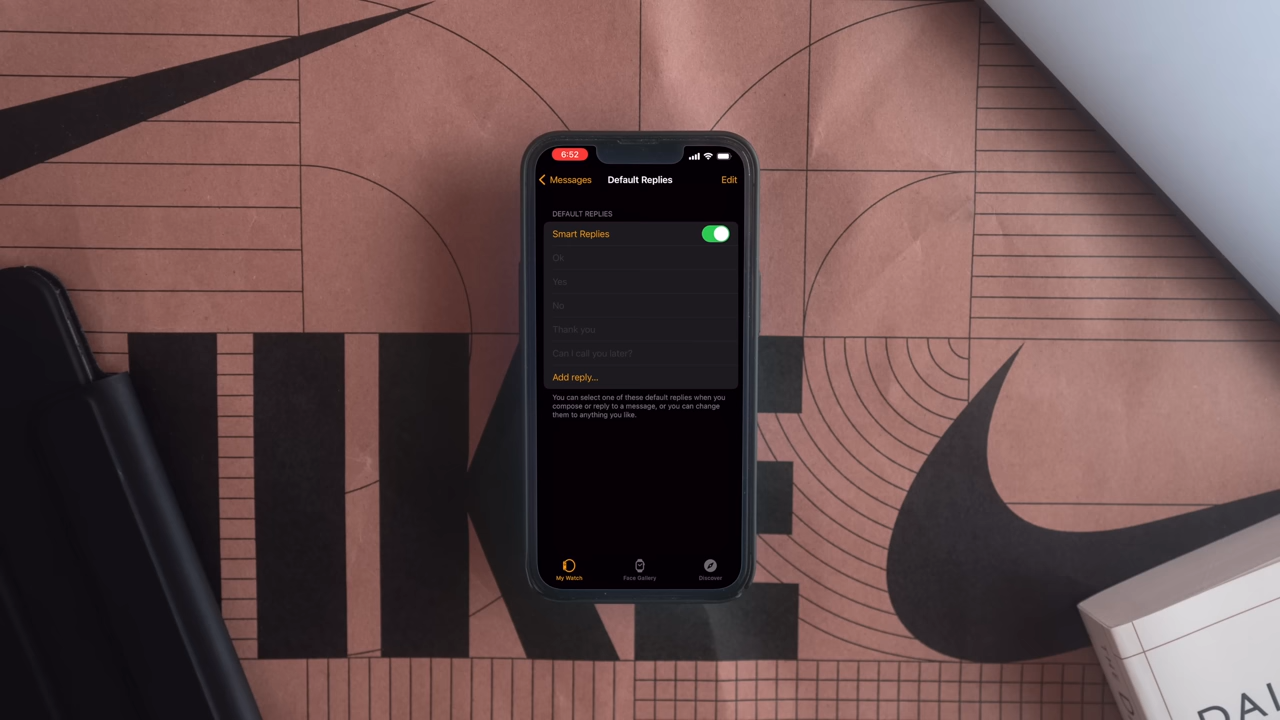 6:52
Messages
Default Replies
Edit
DEFAULT REPLIES
Smart Replies
Ok
Yes
No
Thank you
Can I call you later?
Add reply...
You can select one of these default replies when you
compose or reply to a message, or you can change
them to anything you like.
My Watch
Face Gallery
Discover